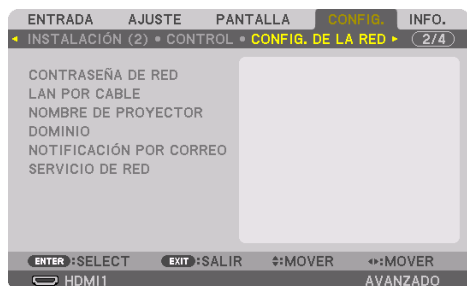 ENTRADA AJUSTE PANTALLA CONFIG. INFO.
INSTALACIÓN (2) • CONTROL • CONFIG. DE LA RED 2/4
CONTRASEÑA DE RED
LAN POR CABLE
NOMBRE DE PROYECTOR
DOMINIO
NOTIFICACIÓN POR CORREO
SERVICIO DE RED
ENTER :SELECT EXIT :SALIR :MOVER :MOVER
HDMI1 AVANZADO